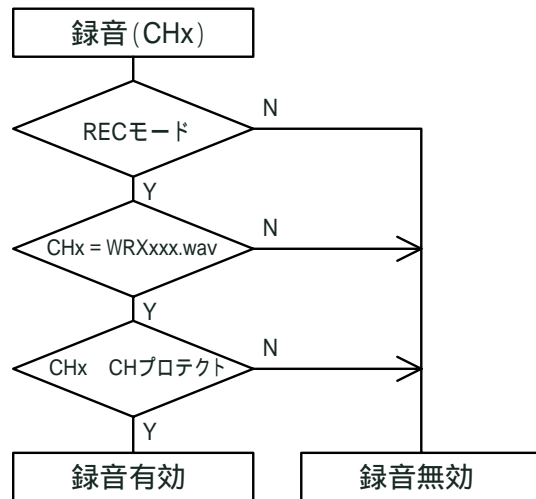 録音(CHx)
N
RECモード
Y
N
CHx = WRXxxx.wav
Y
N
CHx　CHプロテクト
Y
録音有効
録音無効